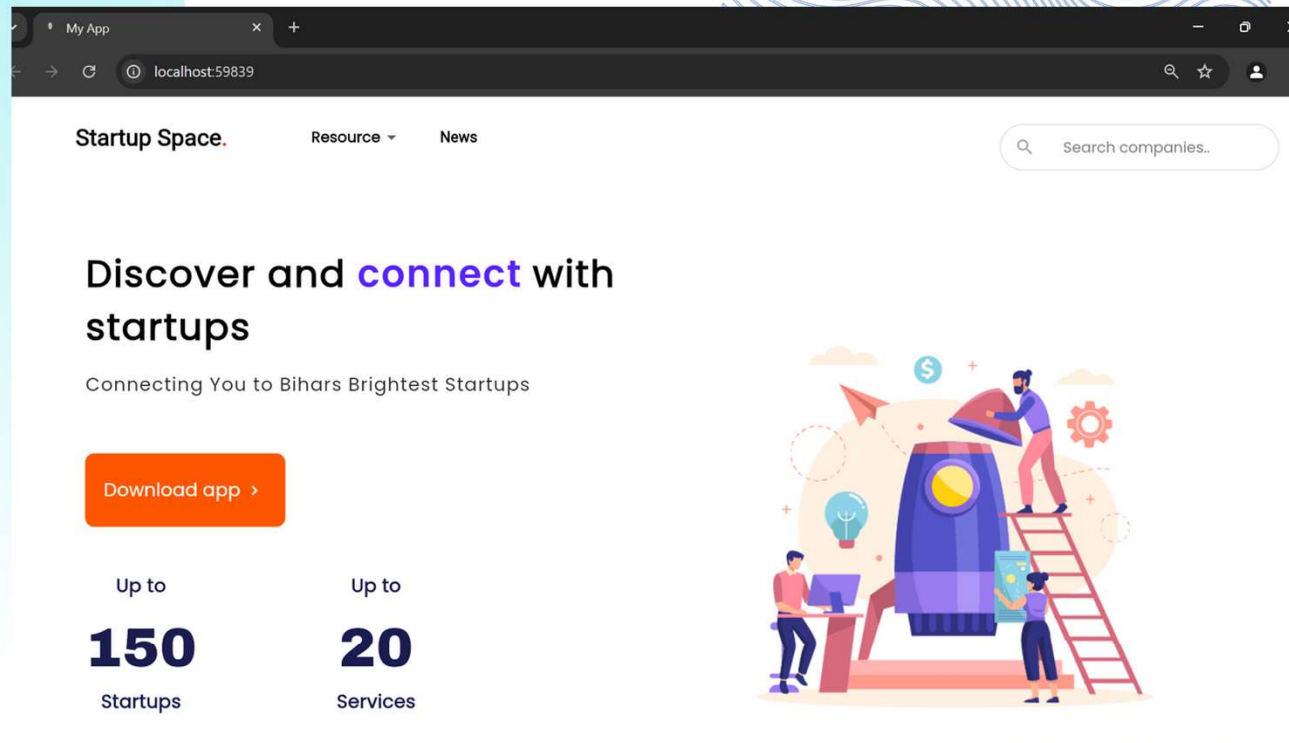 My App
localhost:59839
Startup Space.
Resource
News
Search companies..
Discover and connect with
startups
Connecting You to Bihars Brightest Startups
Download app >
Up to
150
Startups
Up to
20
Services